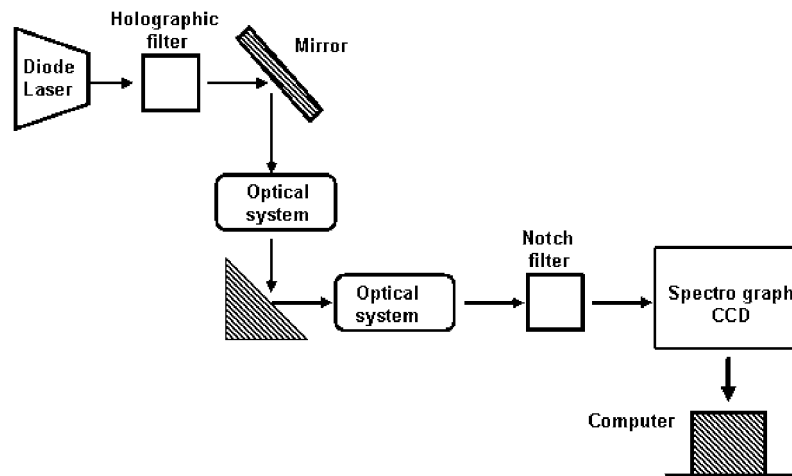 Holographic
filter
Mirror
Diode
Laser
Optical
system
Notch
filter
Optical
system
Spectro graph
CCD
Computer